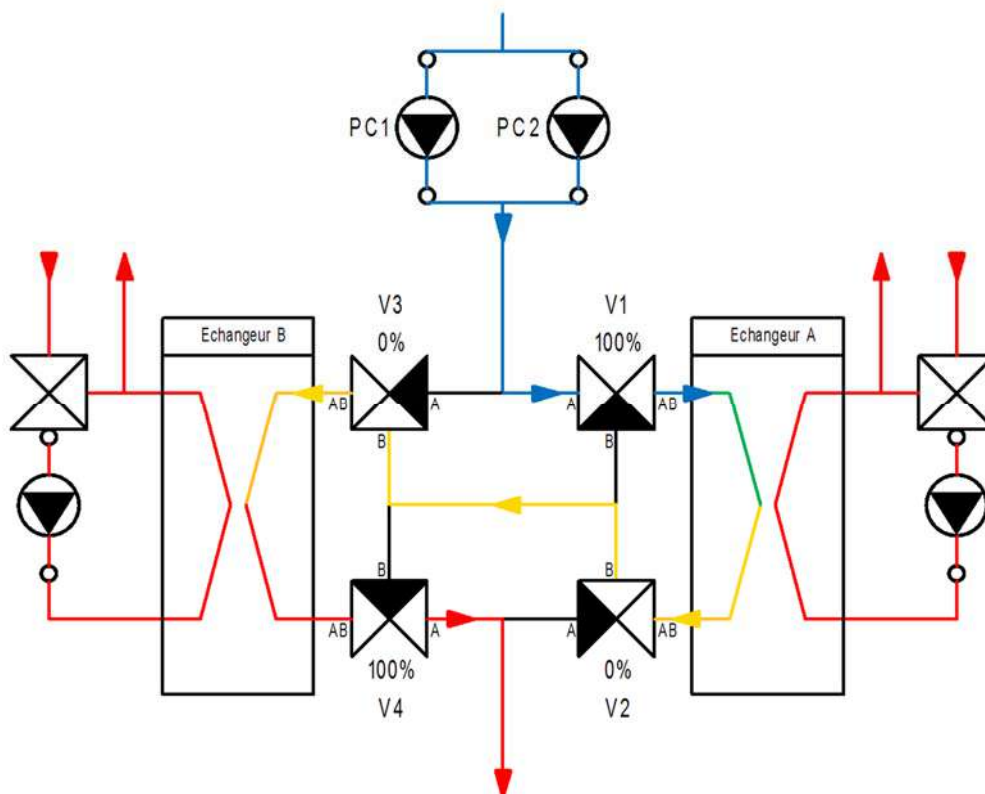 PC1 PC2
V3 V1
Echangeur B 0% 100% Echangeur A
AB A A AB
B B
B B
AB A A AB
100% 0%
V4 V2